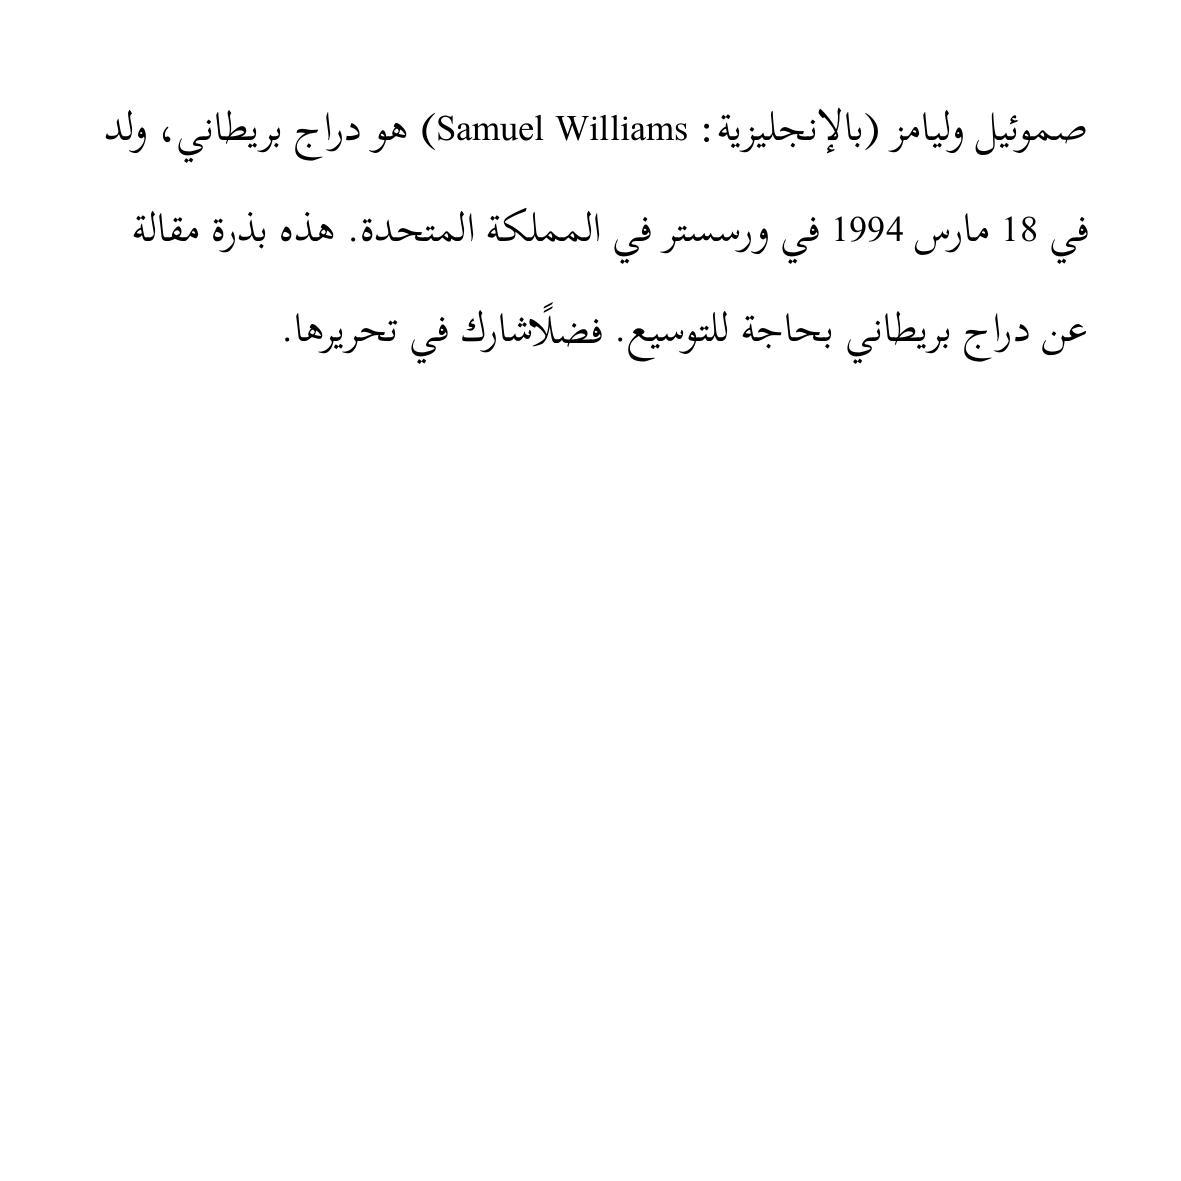 صموئيل وليامز (بالإنجليزية: Samuel Williams) هو دراج بريطاني، ولد
في 18 مارس 1994 في ورسستر في المملكة المتحدة. هذه بذرة مقالة
عن دراج بريطاني بحاجة للتوسيع. فضلًاشارك في تحريرها.